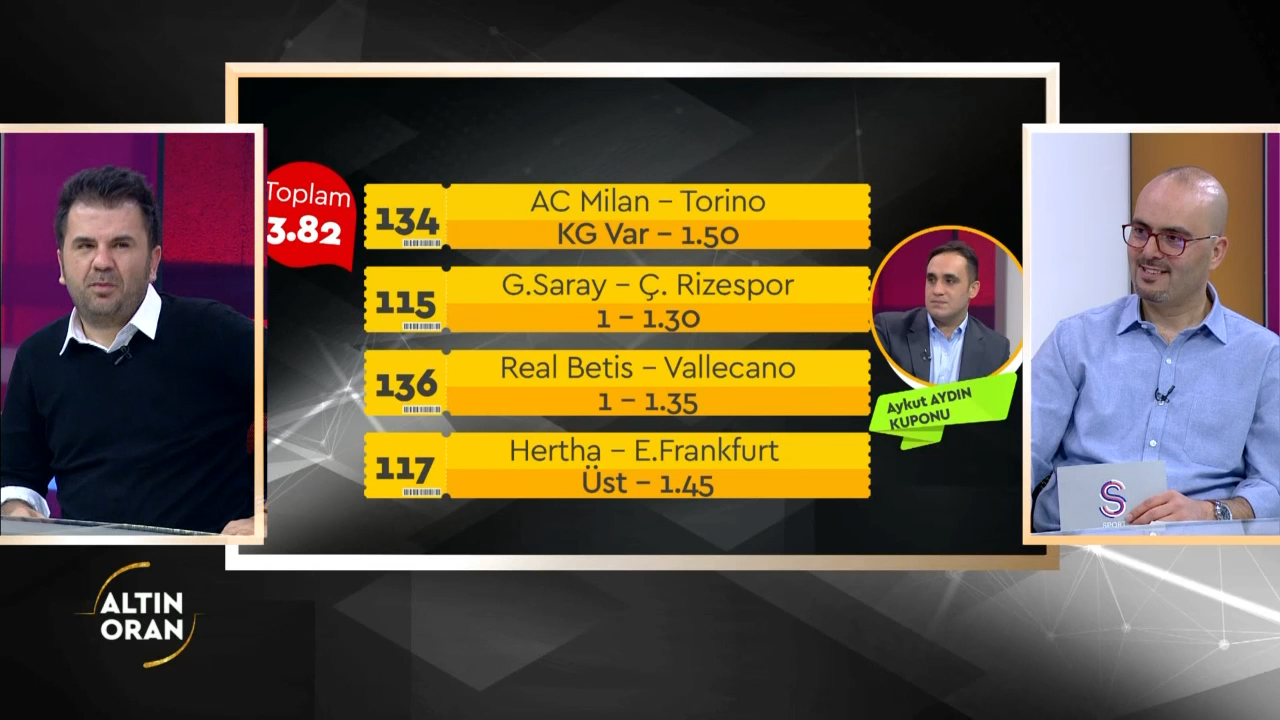 Toplam
3.82
134
AC Milan – Torino
KG Var – 1.50
115
G.Saray – Ç. Rizespor
1 – 1.30
136
Real Betis – Vallecano
1 – 1.35
117
Hertha – E.Frankfurt
Üst – 1.45
Aykut AYDIN
KUPONU
S
SPORT
ALTIN
ORAN